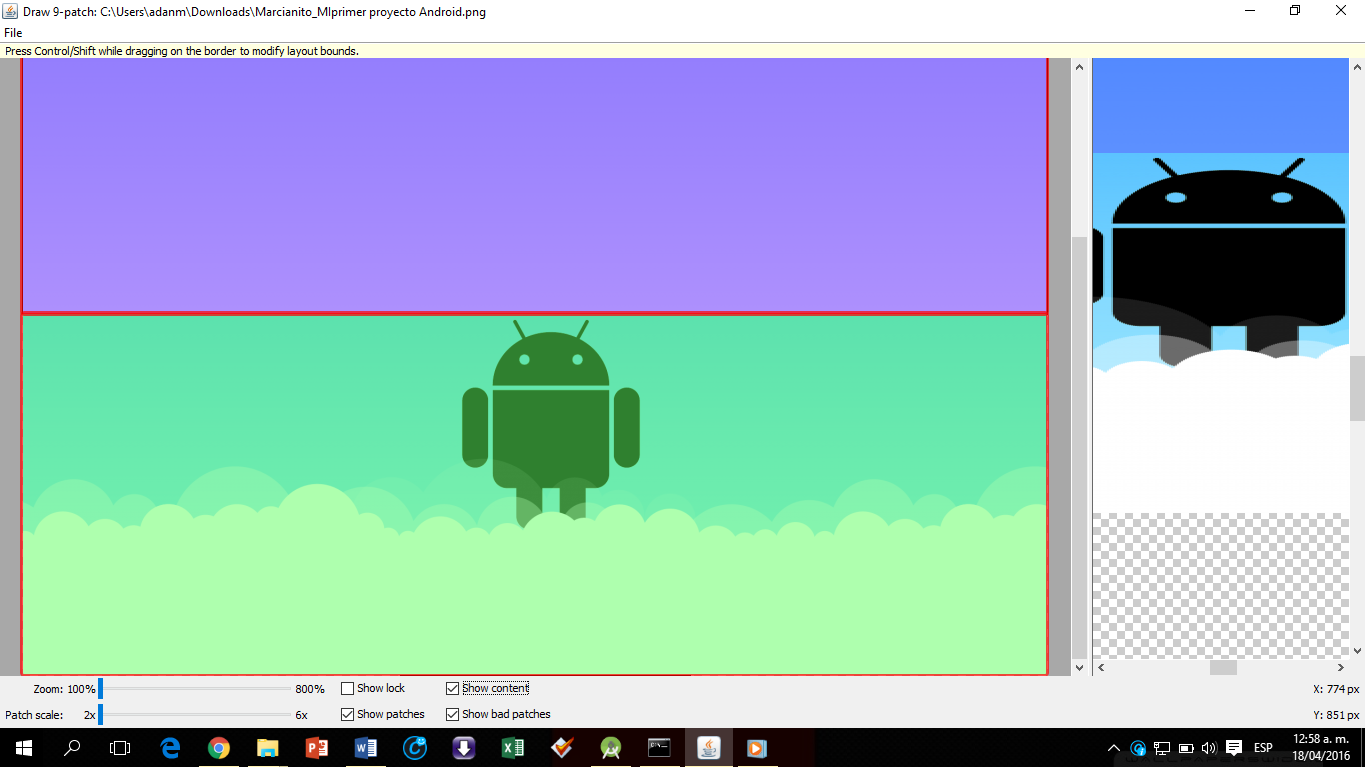 Draw 9-patch: C:\Users\adanm\Downloads\Marcianito_MIprimer proyecto Android.png
File
Press Control/Shift while dragging on the border to modify layout bounds.
Zoom: 100% 800% Show lock Show content X: 774 px
Patch scale: 2x 6x Show patches Show bad patches Y: 851 px
ESP 12:58 a. m.
18/04/2016